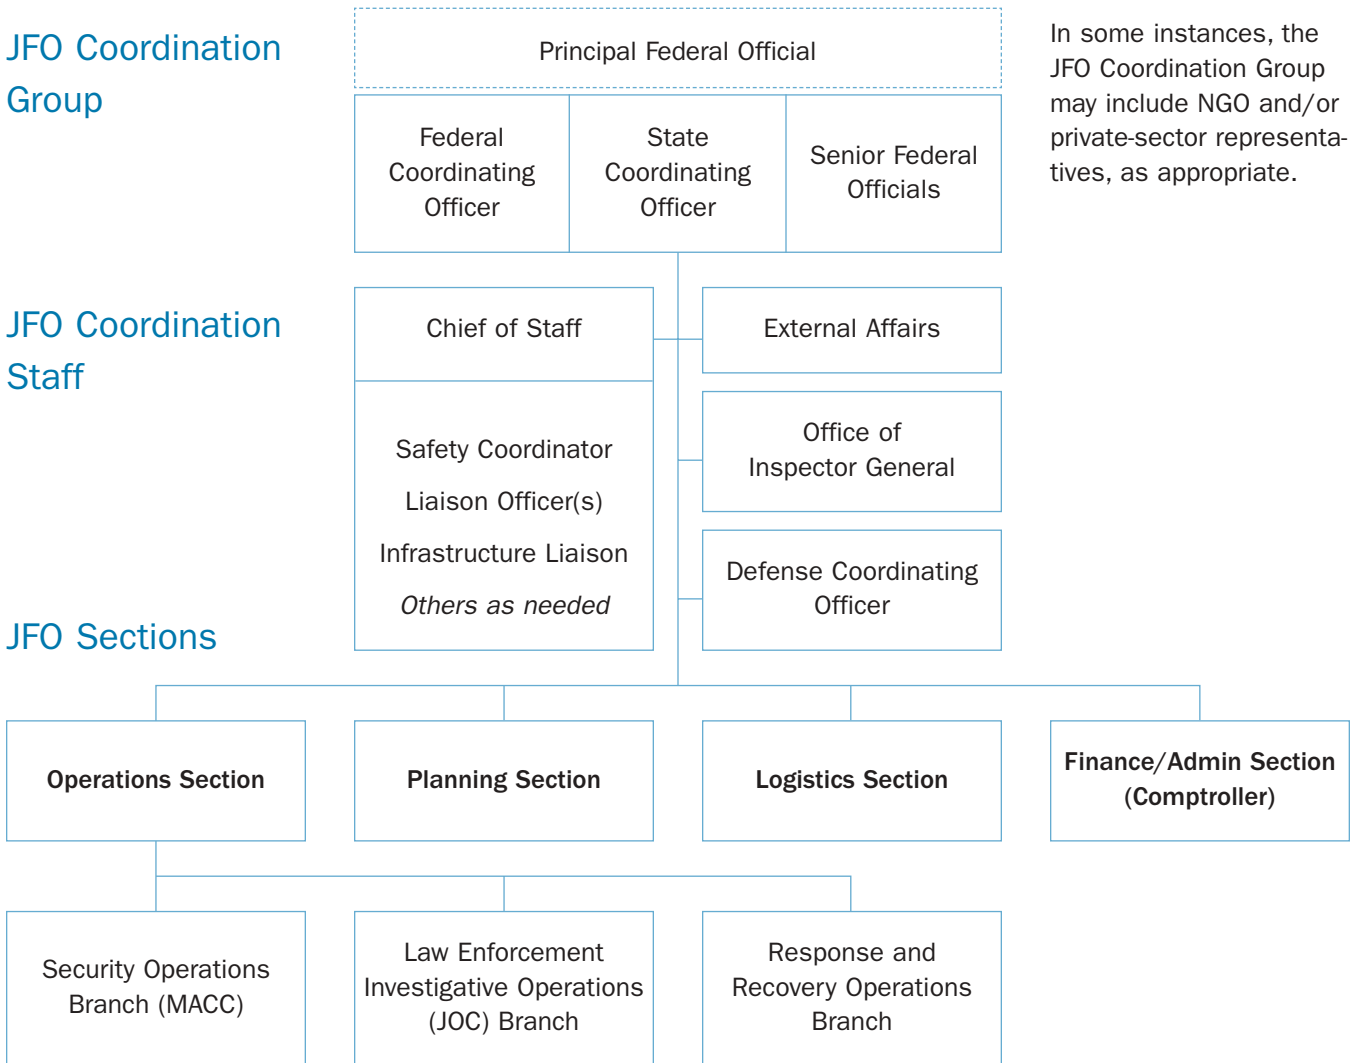 JFO Coordination
Group
Principal Federal Official
Federal
Coordinating
Officer
State
Coordinating
Officer
Senior Federal
Officials
In some instances, the
JFO Coordination Group
may include NGO and/or
private-sector representa-
tives, as appropriate.
JFO Coordination
Staff
Chief of Staff
Safety Coordinator
Liaison Officer(s)
Infrastructure Liaison
Others as needed
External Affairs
Office of
Inspector General
Defense Coordinating
Officer
JFO Sections
Operations Section
Planning Section
Logistics Section
Finance/Admin Section
(Comptroller)
Security Operations
Branch (MACC)
Law Enforcement
Investigative Operations
(JOC) Branch
Response and
Recovery Operations
Branch